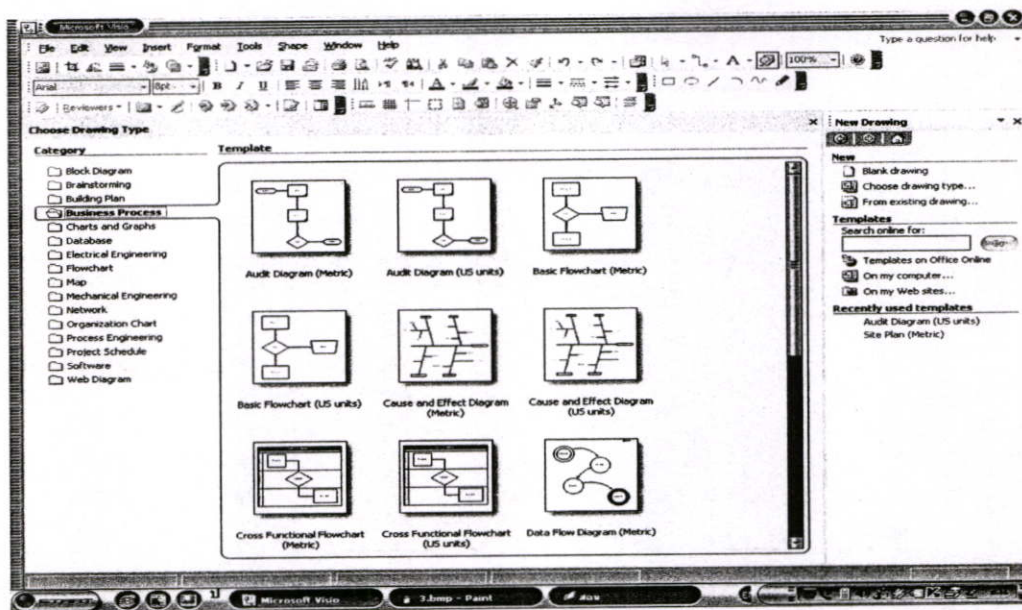 Microsoft Visio
File Edit View Insert Format Tools Shape Window Help
Type a question for help
100%
Arial 8pt B I U
Reviewers
Choose Drawing Type
Category
Block Diagram
Brainstorming
Building Plan
Business Process
Charts and Graphs
Database
Electrical Engineering
Flowchart
Map
Mechanical Engineering
Network
Organization Chart
Process Engineering
Project Schedule
Software
Web Diagram
Template
Audit Diagram (Metric)
Audit Diagram (US units)
Basic Flowchart (Metric)
Basic Flowchart (US units)
Cause and Effect Diagram
(Metric)
Cause and Effect Diagram
(US units)
Cross Functional Flowchart
(Metric)
Cross Functional Flowchart
(US units)
Data Flow Diagram (Metric)
New Drawing
New
Blank drawing
Choose drawing type...
From existing drawing...
Templates
Search online for:
Templates on Office Online
On my computer...
On my Web sites...
Recently used templates
Audit Diagram (US units)
Site Plan (Metric)
Microsoft Visio
3.bmp - Paint